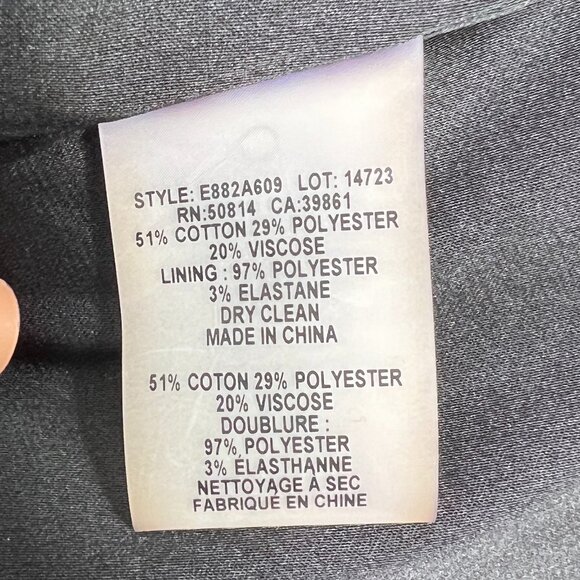 STYLE: E882A609 LOT: 14723
RN:50814 CA:39861
51% COTTON 29% POLYESTER
20% VISCOSE
LINING : 97% POLYESTER
3% ELASTANE
DRY CLEAN
MADE IN CHINA
51% COTON 29% POLYESTER
20% VISCOSE
DOUBLURE :
97% POLYESTER
3% ÉLASTHANNE
NETTOYAGE À SEC
FABRIQUÉ EN CHINE